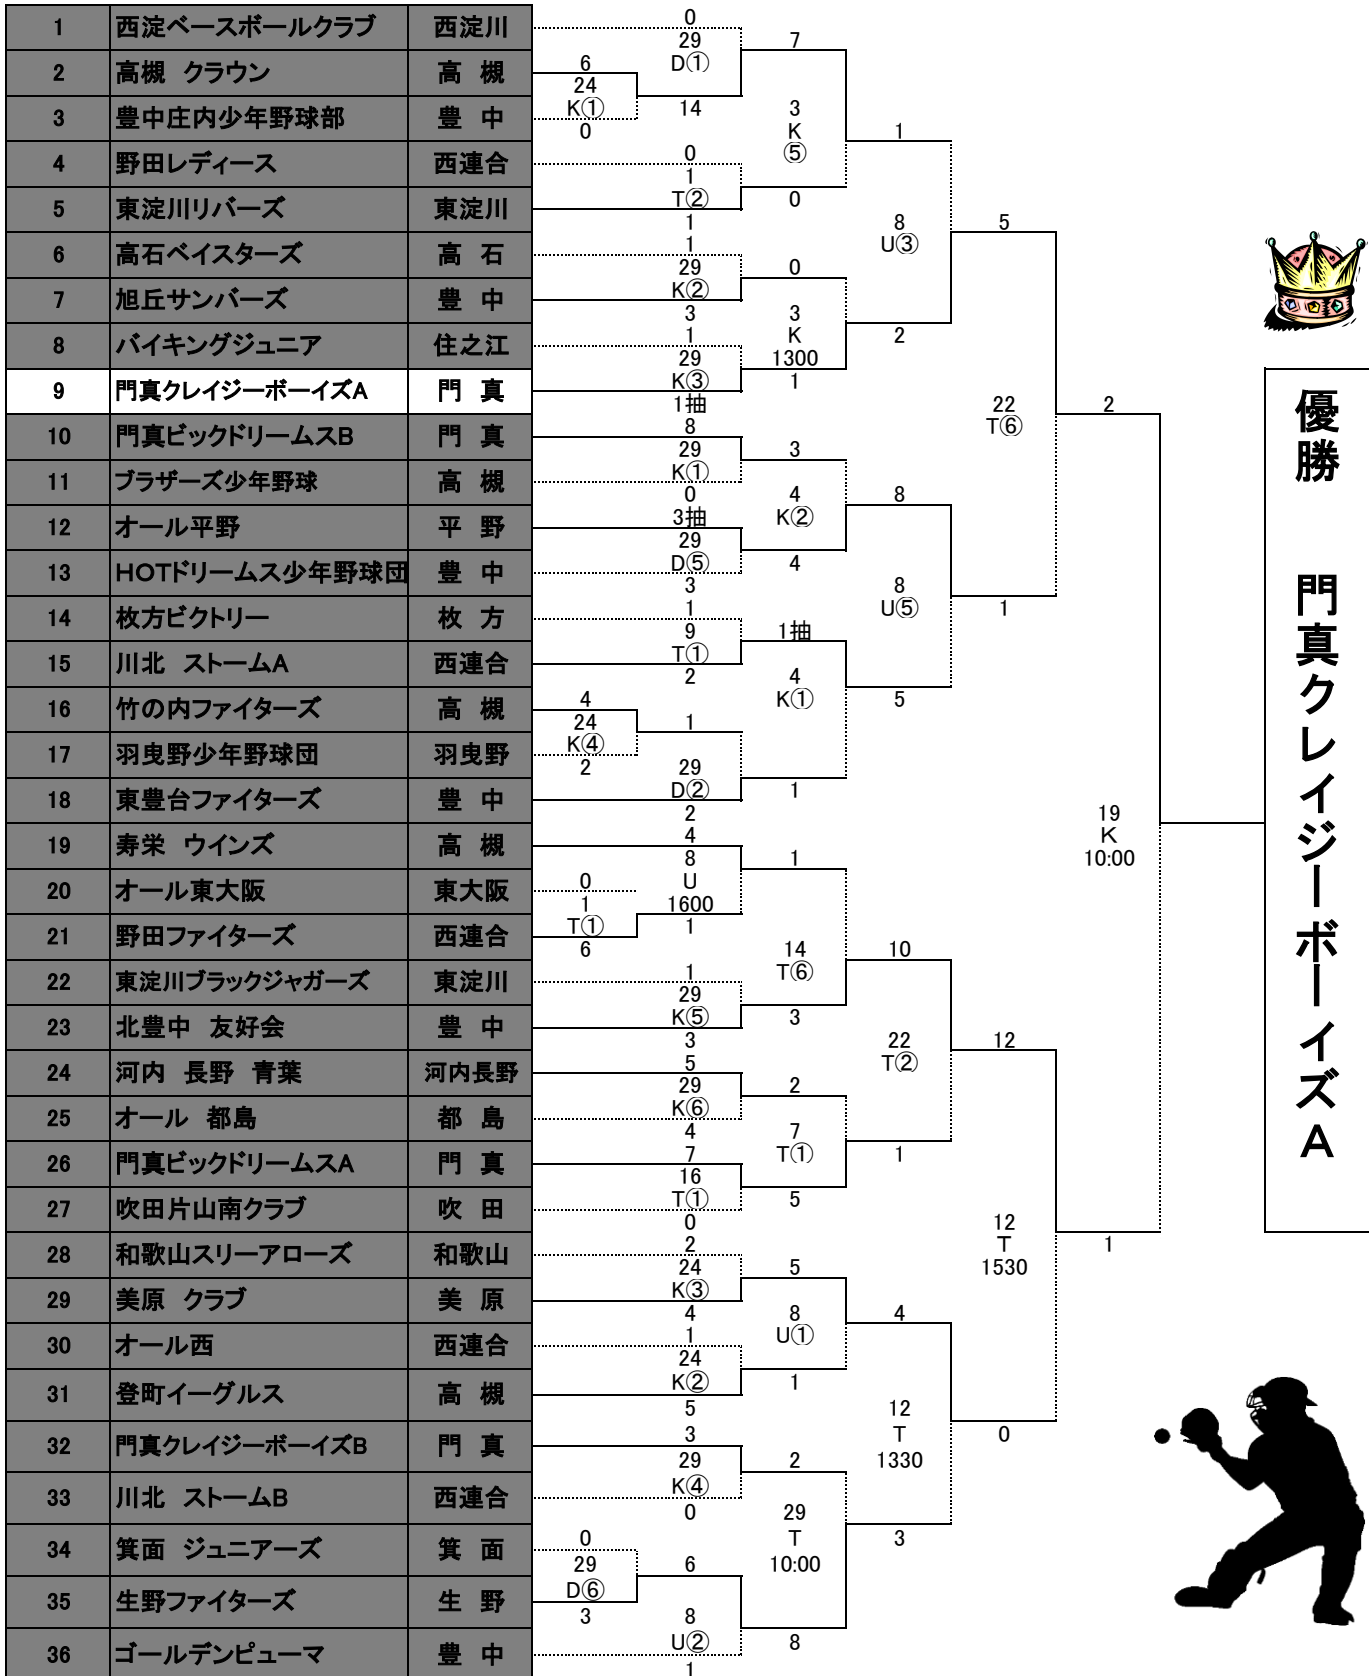 1 西淀ベースボールクラブ 西淀川
2 高槻 クラウン 高 槻
3 豊中庄内少年野球部 豊 中
4 野田レディース 西連合
5 東淀川リバーズ 東淀川
6 高石ベイスターズ 高 石
7 旭丘サンバーズ 豊 中
8 バイキングジュニア 住之江
9 門真クレイジーボーイズA 門 真
10 門真ビックドリームスB 門 真
11 ブラザーズ少年野球 高 槻
12 オール平野 平 野
13 HOTドリームス少年野球団 豊 中
14 枚方ビクトリー 枚 方
15 川北 ストームA 西連合
16 竹の内ファイターズ 高 槻
17 羽曳野少年野球団 羽曳野
18 東豊台ファイターズ 豊 中
19 寿栄 ウインズ 高 槻
20 オール東大阪 東大阪
21 野田ファイターズ 西連合
22 東淀川ブラックジャガーズ 東淀川
23 北豊中 友好会 豊 中
24 河内 長野 青葉 河内長野
25 オール 都島 都 島
26 門真ビックドリームスA 門 真
27 吹田片山南クラブ 吹 田
28 和歌山スリーアローズ 和歌山
29 美原 クラブ 美 原
30 オール西 西連合
31 登町イーグルス 高 槻
32 門真クレイジーボーイズB 門 真
33 川北 ストームB 西連合
34 箕面 ジュニアーズ 箕 面
35 生野ファイターズ 生 野
36 ゴールデンピューマ 豊 中
6
24
K①
0
4
24
K④
2
0
1
T①
6
0
29
D⑥
3
0
29
D①
14
0
1
T②
1
1
29
K②
3
1
29
K③
1抽
8
29
K①
0
3抽
29
D⑤
3
1
9
T①
2
1
29
D②
2
4
8
U
1600
1
1
29
K⑤
3
5
29
K⑥
4
7
16
T①
0
2
24
K③
4
1
24
K②
5
3
29
K④
0
6
8
U②
1
7
3
K
⑤
0
0
3
K
1300
1
3
4
K②
4
1抽
4
K①
1
1
14
T⑥
3
2
7
T①
5
5
8
U①
1
2
29
T
10:00
8
1
8
U③
2
8
8
U⑤
5
10
22
T②
1
4
12
T
1330
3
5
22
T⑥
1
12
12
T
1530
0
2
19
K
10:00
1
優勝 門真クレイジーボーイズA